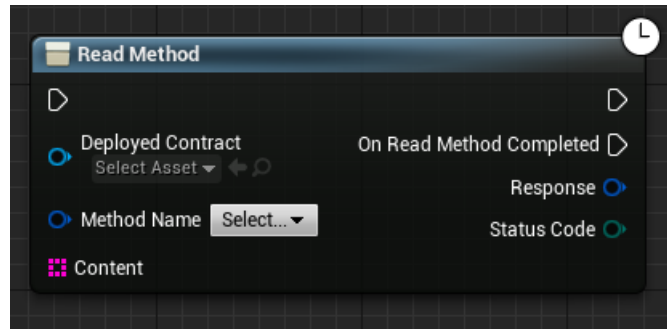 Read Method
Deployed Contract
Select Asset
On Read Method Completed
Response
Method Name Select...
Status Code
Content